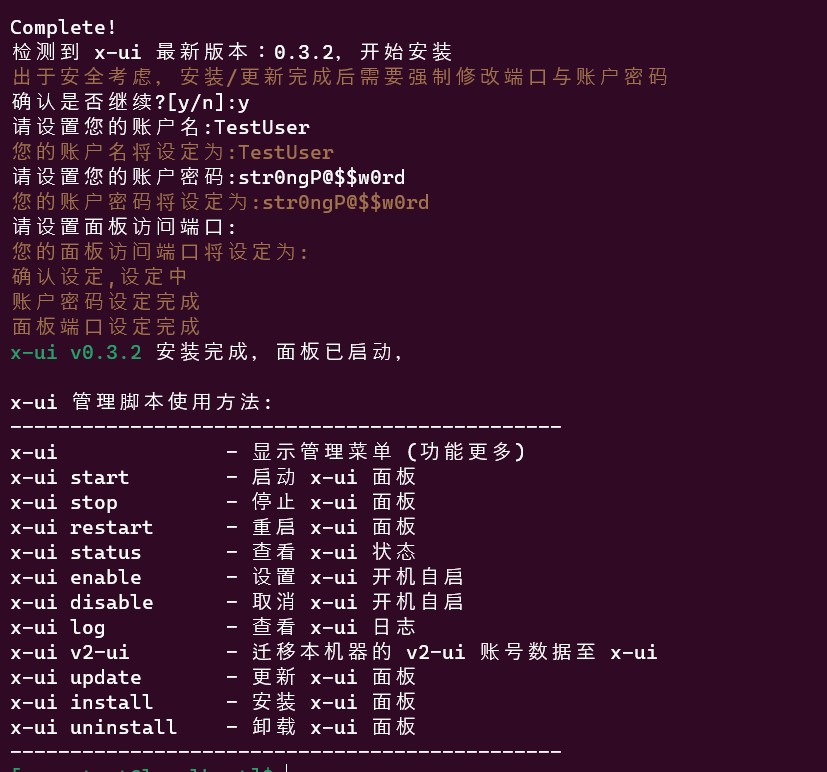 Complete!
检测到 x-ui 最新版本：0.3.2，开始安装
出于安全考虑，安装/更新完成后需要强制修改端口与账户密码
确认是否继续?[y/n]:y
请设置您的账户名:TestUser
您的账户名将设定为:TestUser
请设置您的账户密码:str0ngP@$$w0rd
您的账户密码将设定为:str0ngP@$$w0rd
请设置面板访问端口:
您的面板访问端口将设定为:
确认设定,设定中
账户密码设定完成
面板端口设定完成
x-ui v0.3.2 安装完成，面板已启动，
x-ui 管理脚本使用方法:
----------------------------------------------
x-ui              - 显示管理菜单 (功能更多)
x-ui start        - 启动 x-ui 面板
x-ui stop         - 停止 x-ui 面板
x-ui restart      - 重启 x-ui 面板
x-ui status       - 查看 x-ui 状态
x-ui enable       - 设置 x-ui 开机自启
x-ui disable      - 取消 x-ui 开机自启
x-ui log          - 查看 x-ui 日志
x-ui v2-ui        - 迁移本机器的 v2-ui 账号数据至 x-ui
x-ui update       - 更新 x-ui 面板
x-ui install      - 安装 x-ui 面板
x-ui uninstall    - 卸载 x-ui 面板
----------------------------------------------